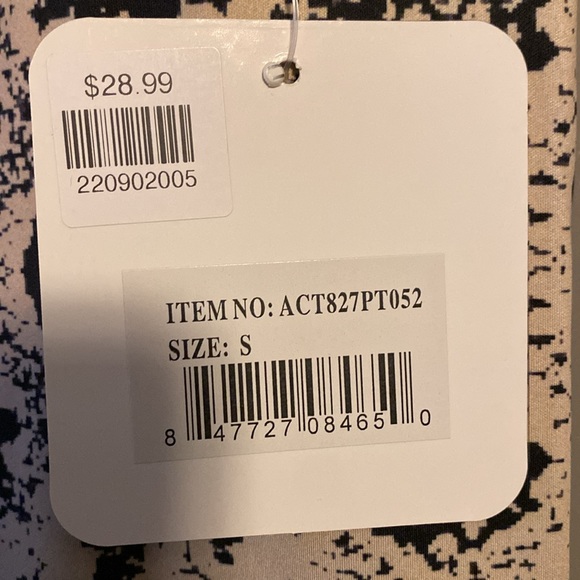 $28.99
220902005
ITEM NO: ACT827PT052
SIZE: S
8 47727 08465 0